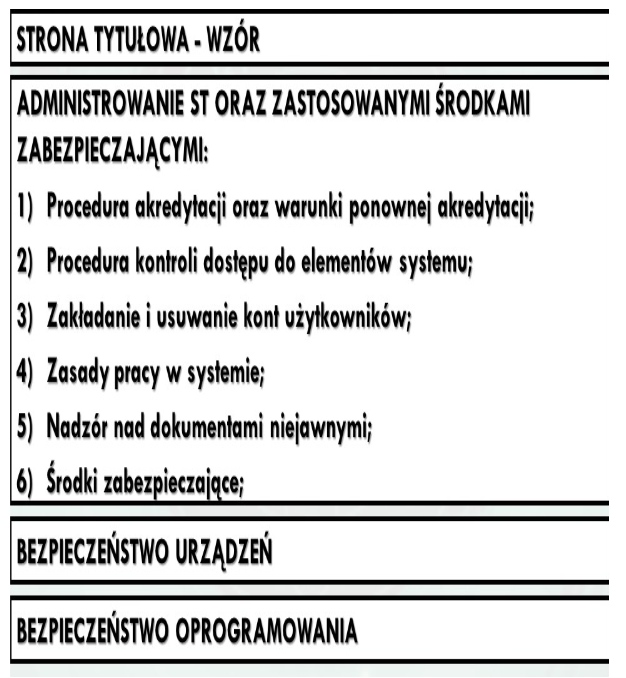 STRONA TYTUŁOWA - WZÓR
ADMINISTROWANIE ST ORAZ ZASTOSOWANYMI ŚRODKAMI
ZABEZPIECZAJĄCYMI:
1) Procedura akredytacji oraz warunki ponownej akredytacji;
2) Procedura kontroli dostępu do elementów systemu;
3) Zakładanie i usuwanie kont użytkowników;
4) Zasady pracy w systemie;
5) Nadzór nad dokumentami niejawnymi;
6) Środki zabezpieczające;
BEZPIECZEŃSTWO URZĄDZEŃ
BEZPIECZEŃSTWO OPROGRAMOWANIA